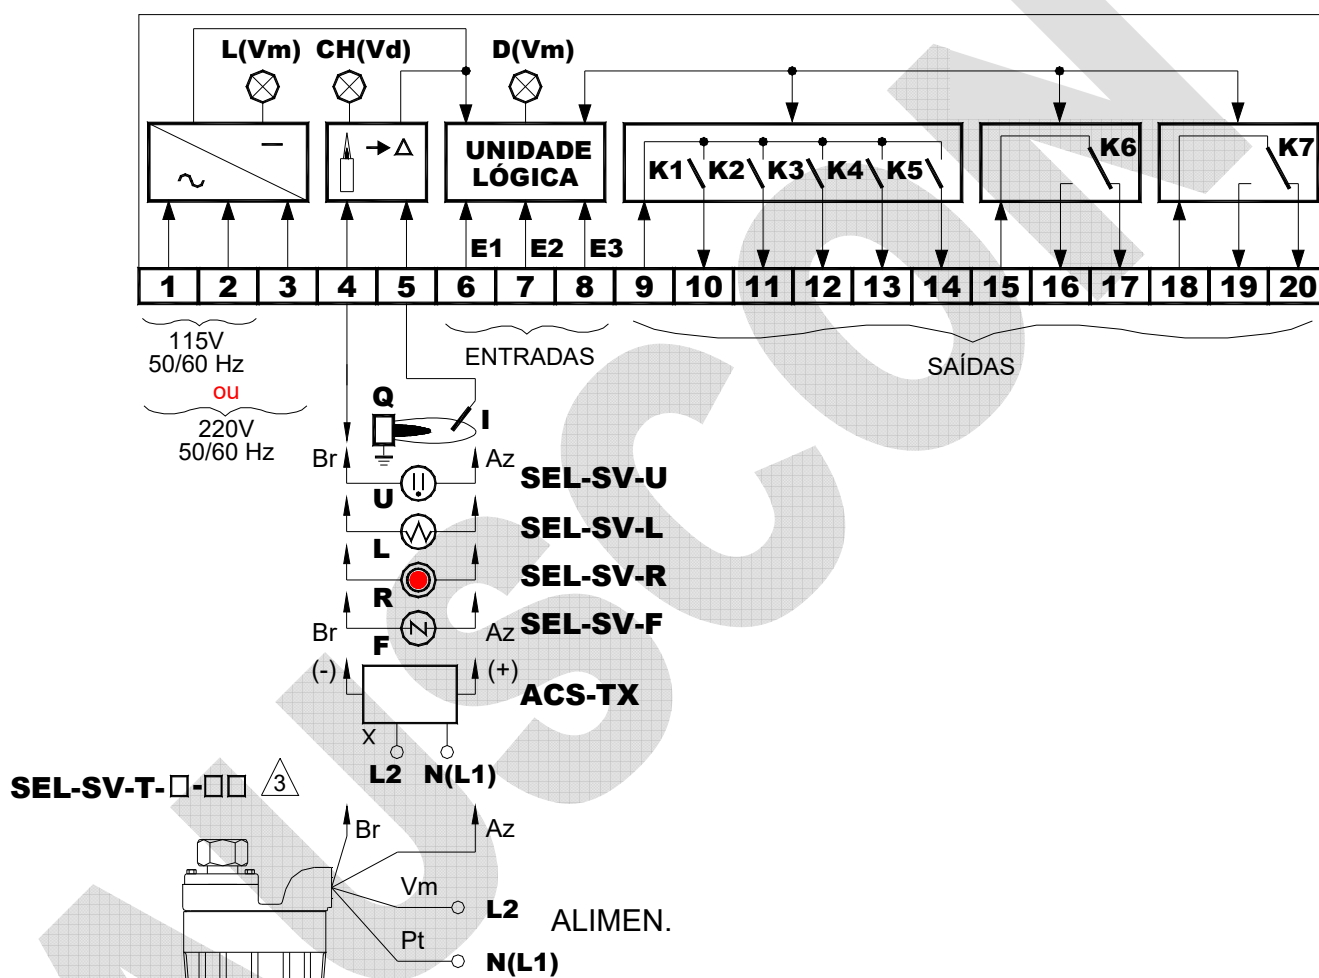 L(Vm) CH(Vd) D(Vm)
UNIDADE
LÓGICA
K1 K2 K3 K4 K5 K6 K7
E1 E2 E3
1 2 3 4 5 6 7 8 9 10 11 12 13 14 15 16 17 18 19 20
115V
50/60 Hz
ou
220V
50/60 Hz
ENTRADAS
SAÍDAS
Q
I
Br Az
U SEL-SV-U
L SEL-SV-L
R SEL-SV-R
F SEL-SV-F
Br Az
(-) (+)
ACS-TX
X
L2 N(L1)
SEL-SV-T-□-□□ 3
Br Az
Vm
L2
ALIMEN.
Pt
N(L1)